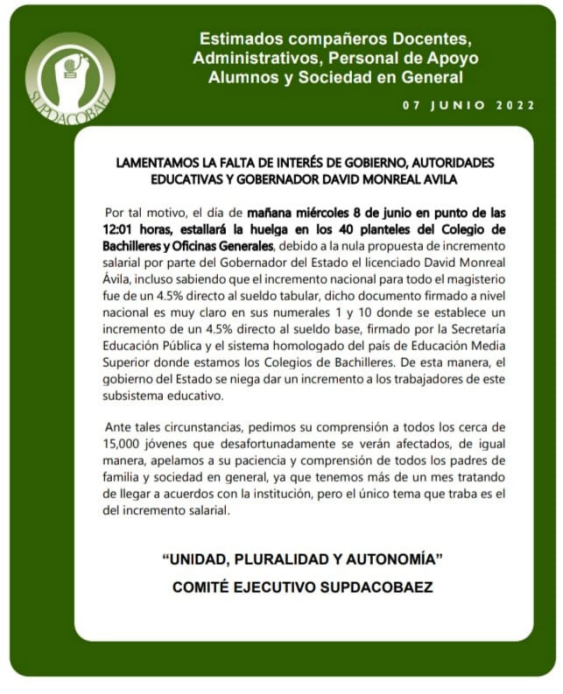 SUPDACOBAEZ
Estimados compañeros Docentes,
Administrativos, Personal de Apoyo
Alumnos y Sociedad en General
07 JUNIO 2022
LAMENTAMOS LA FALTA DE INTERÉS DE GOBIERNO, AUTORIDADES
EDUCATIVAS Y GOBERNADOR DAVID MONREAL AVILA
Por tal motivo, el día de mañana miércoles 8 de junio en punto de las
12:01 horas, estallará la huelga en los 40 planteles del Colegio de
Bachilleres y Oficinas Generales, debido a la nula propuesta de incremento
salarial por parte del Gobernador del Estado el licenciado David Monreal
Ávila, incluso sabiendo que el incremento nacional para todo el magisterio
fue de un 4.5% directo al sueldo tabular, dicho documento firmado a nivel
nacional es muy claro en sus numerales 1 y 10 donde se establece un
incremento de un 4.5% directo al sueldo base, firmado por la Secretaría
Educación Pública y el sistema homologado del país de Educación Media
Superior donde estamos los Colegios de Bachilleres. De esta manera, el
gobierno del Estado se niega dar un incremento a los trabajadores de este
subsistema educativo.
Ante tales circunstancias, pedimos su comprensión a todos los cerca de
15,000 jóvenes que desafortunadamente se verán afectados, de igual
manera, apelamos a su paciencia y comprensión de todos los padres de
familia y sociedad en general, ya que tenemos más de un mes tratando
de llegar a acuerdos con la institución, pero el único tema que traba es el
del incremento salarial.
“UNIDAD, PLURALIDAD Y AUTONOMÍA”
COMITÉ EJECUTIVO SUPDACOBAEZ